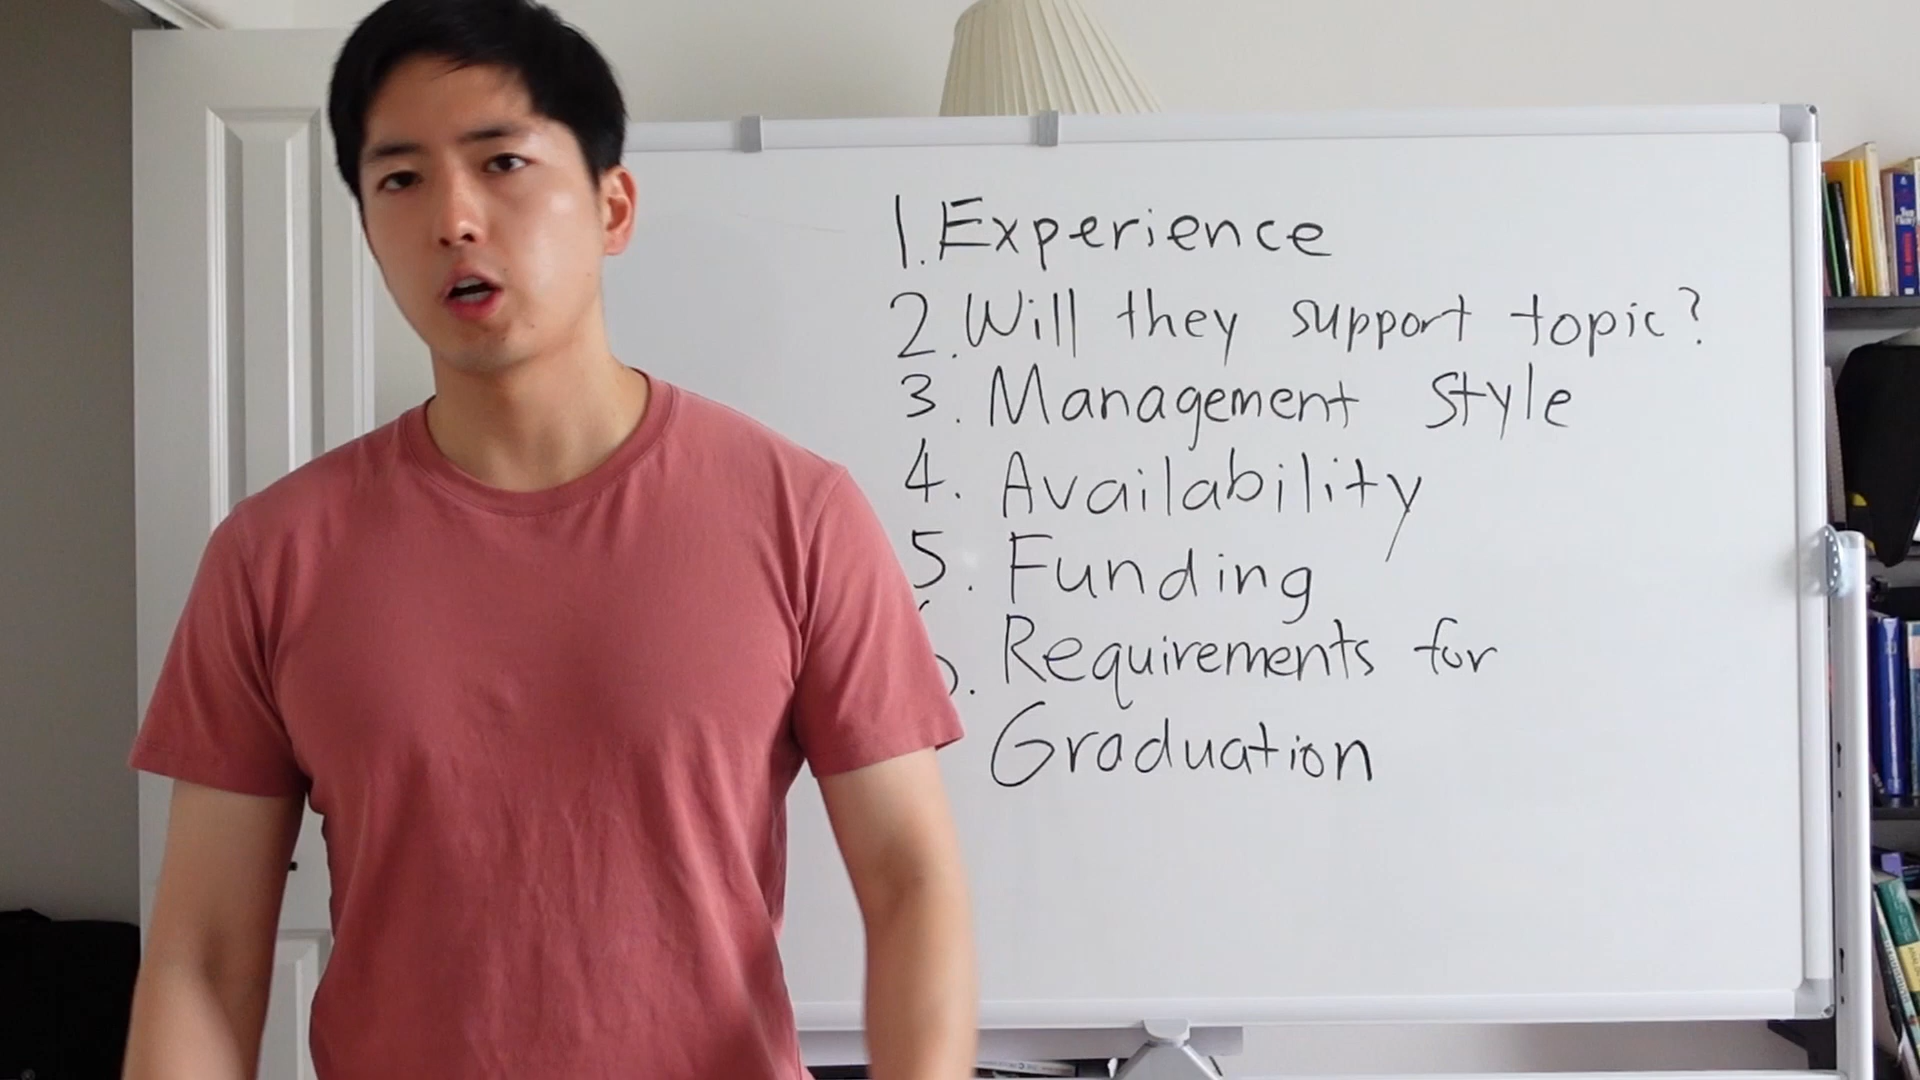 1. Experience
2. Will they support topic?
3. Management Style
4. Availability
5. Funding
. Requirements for
Graduation